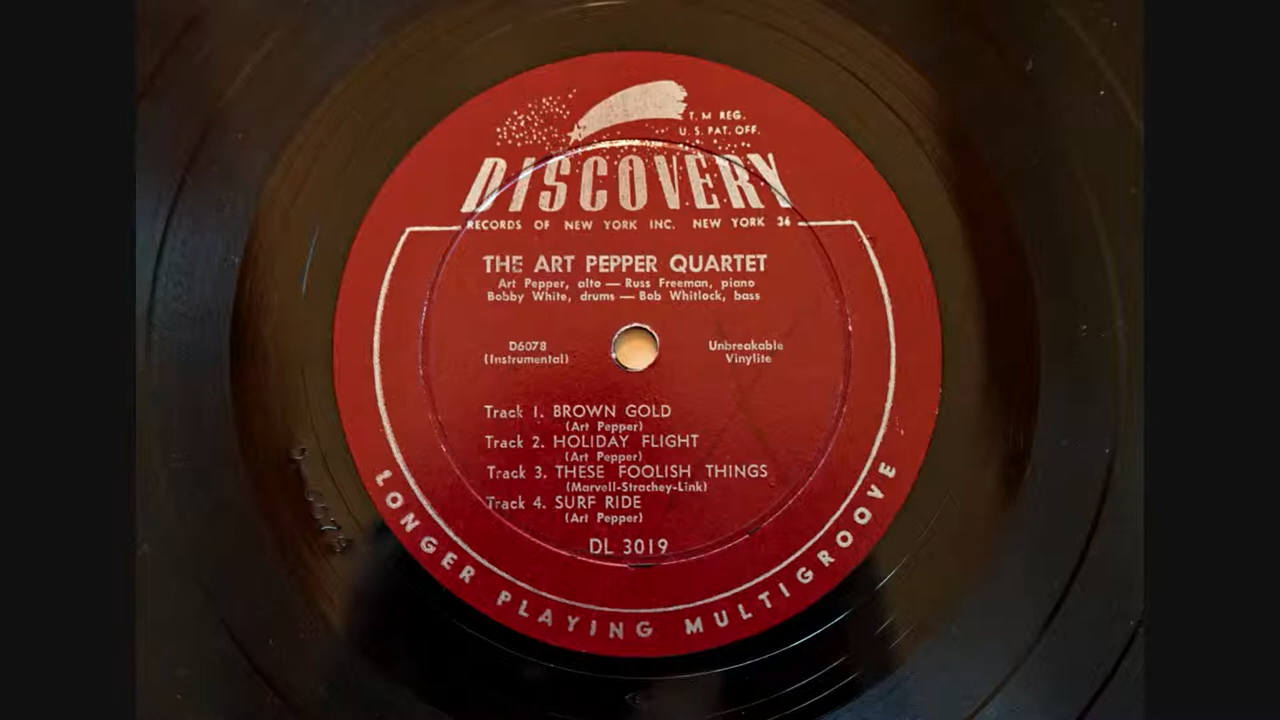 T. M REG.
U. S. PAT. OFF.
DISCOVERY
RECORDS OF NEW YORK INC. NEW YORK 36
THE ART PEPPER QUARTET
Art Pepper, alto — Russ Freeman, piano
Bobby White, drums — Bob Whitlock, bass
D6078
(Instrumental)
Unbreakable
Vinylite
Track 1. BROWN GOLD
(Art Pepper)
Track 2. HOLIDAY FLIGHT
(Art Pepper)
Track 3. THESE FOOLISH THINGS
(Marvell-Strachey-Link)
Track 4. SURF RIDE
(Art Pepper)
DL 3019
LONGER PLAYING MULTIGROOVE